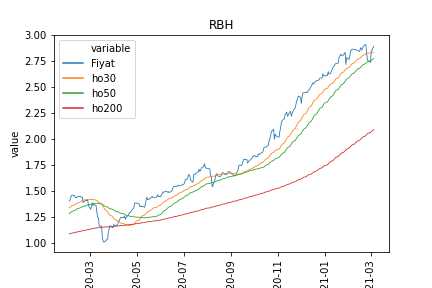 RBH
3.00
2.75
2.50
2.25
2.00
1.75
1.50
1.25
1.00
value
variable
Fiyat
ho30
ho50
ho200
20-03
20-05
20-07
20-09
20-11
21-01
21-03